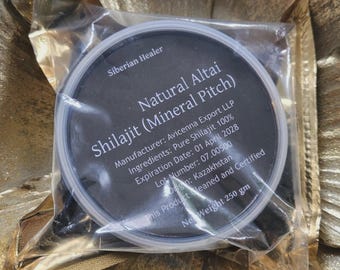 Siberian Healer
Natural Altai
Shilajit (Mineral Pitch)
Manufacturer: Avicenna Export LLP
Ingredients: Pure Shilajit 100%
Expiration Date: 01 Apr, 2028
Lot Number: 07.00500
Kazakhstan
This Product Cleaned and Certified
Net Weight 250 gm